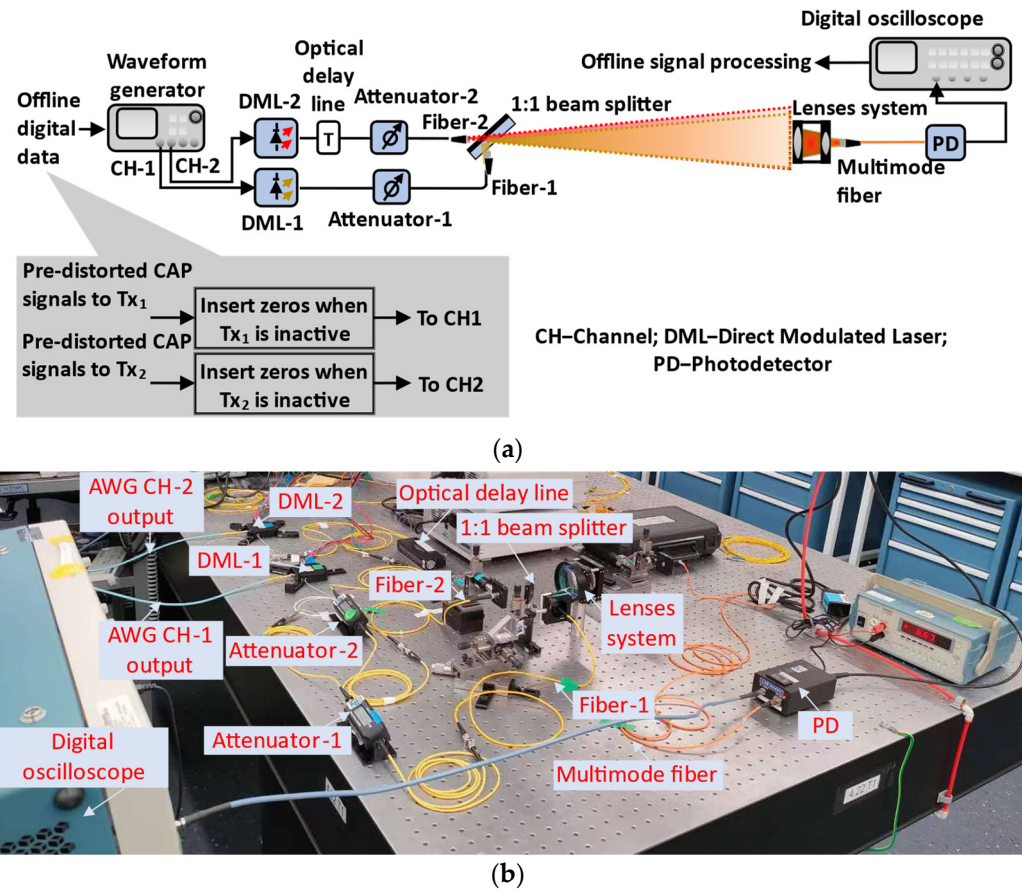 Digital oscilloscope
Waveform
generator
Optical
delay
line
DML-2
Attenuator-2
Fiber-2
1:1 beam splitter
Offline signal processing
Lenses system
Offline
digital
data
T
PD
CH-1
CH-2
Multimode
fiber
Fiber-1
DML-1
Attenuator-1
Pre-distorted CAP
signals to Tx1
Insert zeros when
Tx1 is inactive
To CH1
Pre-distorted CAP
signals to Tx2
Insert zeros when
Tx2 is inactive
To CH2
CH–Channel; DML–Direct Modulated Laser;
PD–Photodetector
(a)
AWG CH-2
output
DML-2
Optical delay line
1:1 beam splitter
DML-1
Fiber-2
Lenses
system
AWG CH-1
output
Attenuator-2
Fiber-1
PD
Attenuator-1
Digital
oscilloscope
Multimode fiber
4.22 T1
(b)